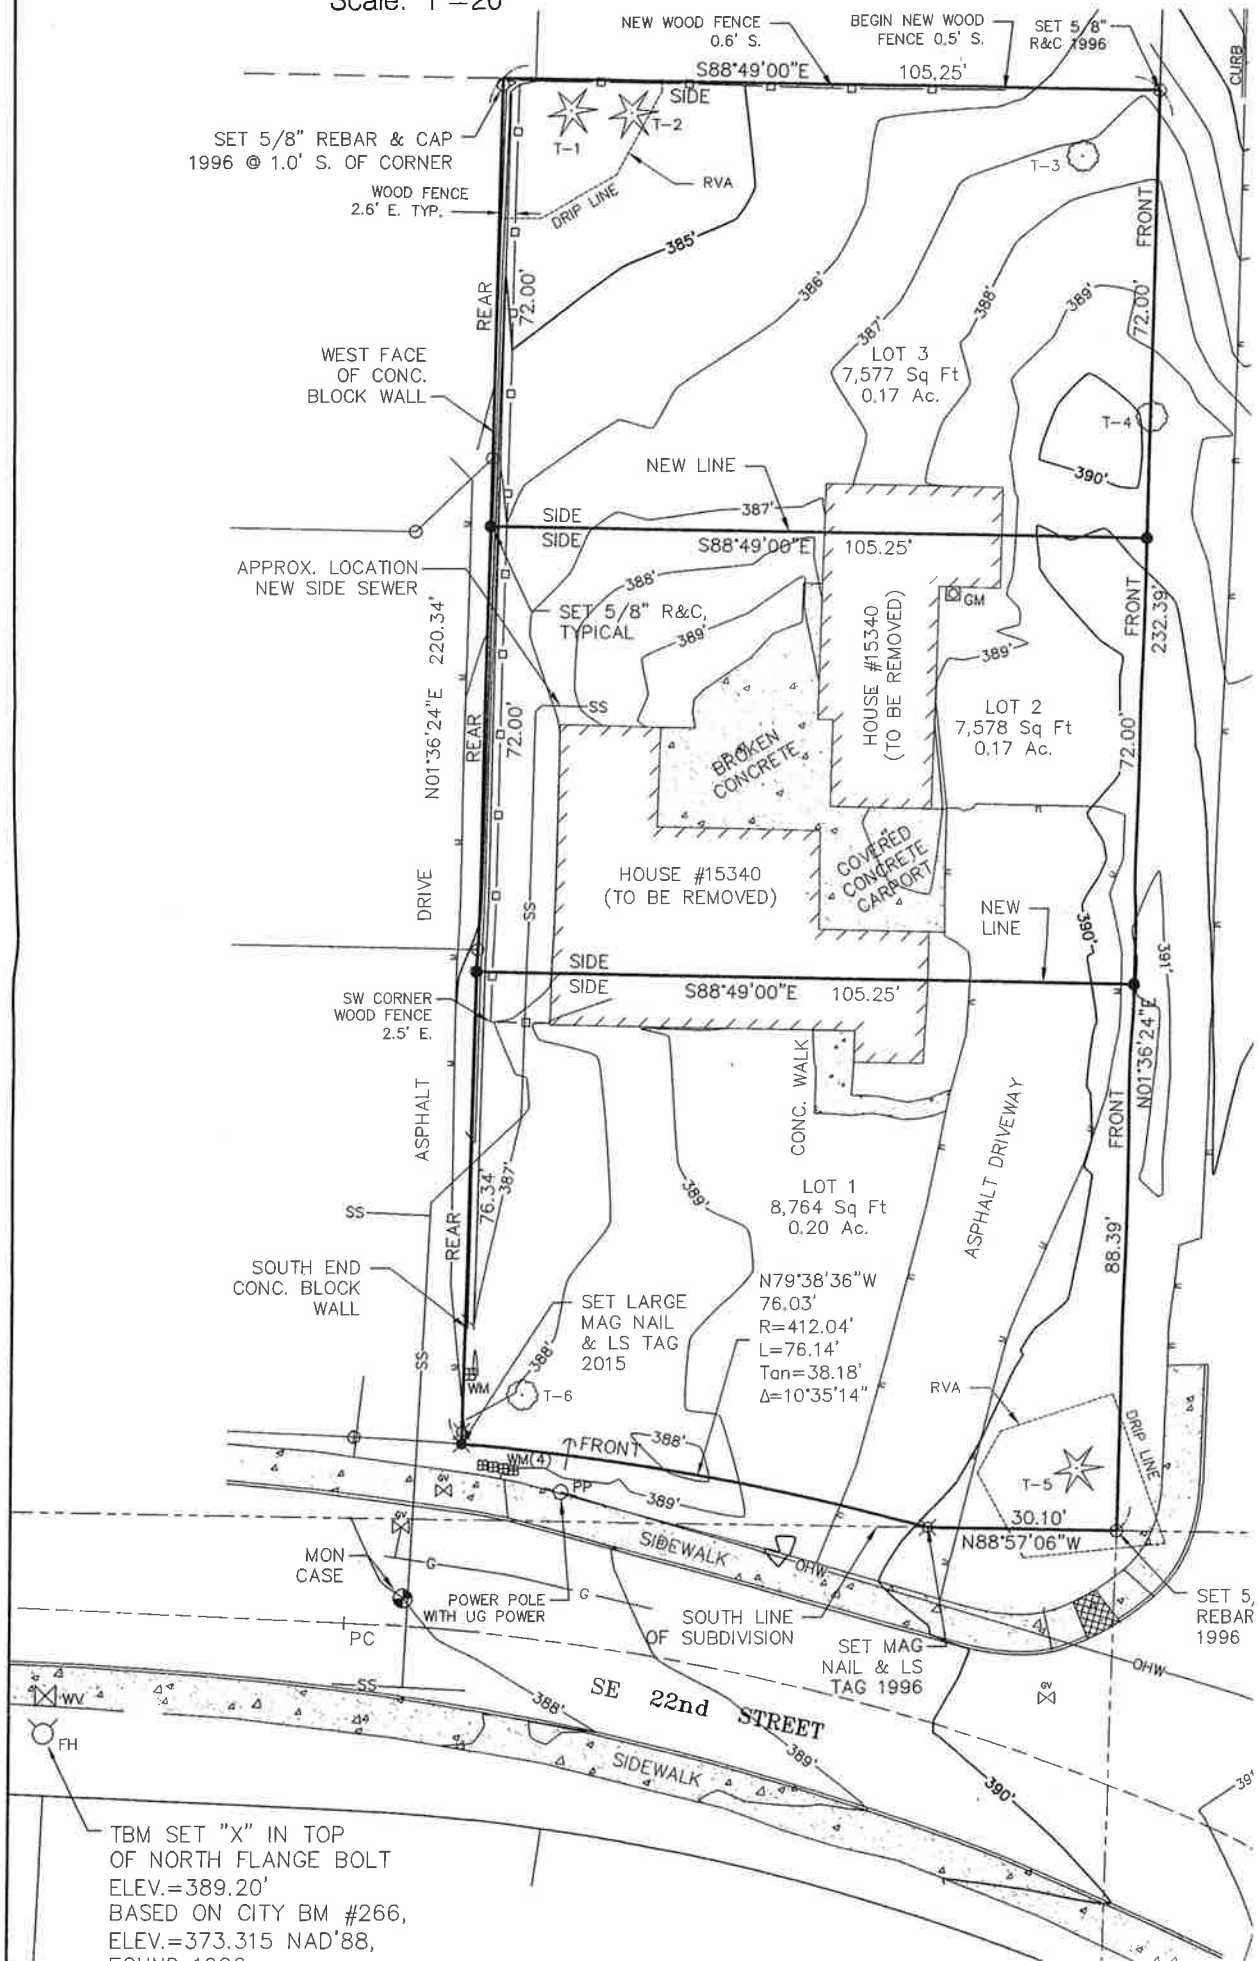 Scale: 1"=20'
NEW WOOD FENCE
0.6' S.
BEGIN NEW WOOD
FENCE 0.5' S.
SET 5/8"
R&C 1996
CURB
S88°49'00"E 105.25'
SIDE
T-1
T-2
T-3
SET 5/8" REBAR & CAP
1996 @ 1.0' S. OF CORNER
WOOD FENCE
2.6' E. TYP.
DRIP LINE
RVA
FRONT
385'
386'
387'
388'
389'
REAR
72.00'
72.00'
WEST FACE
OF CONC.
BLOCK WALL
LOT 3
7,577 Sq Ft
0.17 Ac.
T-4
390'
NEW LINE
387'
SIDE
SIDE
S88°49'00"E 105.25'
APPROX. LOCATION
NEW SIDE SEWER
388'
SET 5/8" R&C,
TYPICAL
389'
HOUSE #15340
(TO BE REMOVED)
GM
389'
FRONT
232.39'
N01°36'24"E 220.34'
SS
REAR
72.00'
LOT 2
7,578 Sq Ft
0.17 Ac.
72.00'
BROKEN
CONCRETE
COVERED
CONCRETE
CARPORT
HOUSE #15340
(TO BE REMOVED)
ASPHALT DRIVE
SS
NEW
LINE
390'
391'
SIDE
SIDE
S88°49'00"E 105.25'
SW CORNER
WOOD FENCE
2.5' E.
N01°36'24"E
FRONT
CONC. WALK
ASPHALT DRIVEWAY
LOT 1
8,764 Sq Ft
0.20 Ac.
387'
389'
76.34'
REAR
SS
88.39'
SOUTH END
CONC. BLOCK
WALL
SET LARGE
MAG NAIL
& LS TAG
2015
N79°38'36"W
76.03'
R=412.04'
L=76.14'
Tan=38.18'
Δ=10°35'14"
388'
SS
WM
T-6
RVA
DRIP LINE
T-5
FRONT
388'
WM(4)
PP
389'
GV
GV
30.10'
N88°57'06"W
SIDEWALK
OHW
MON
CASE
G
G
POWER POLE
WITH UG POWER
SOUTH LINE
OF SUBDIVISION
SET MAG
NAIL & LS
TAG 1996
SET 5,
REBAR
1996
PC
OHW
GV
SS
388'
SE 22nd STREET
389'
390'
39'
WV
FH
SIDEWALK
TBM SET "X" IN TOP
OF NORTH FLANGE BOLT
ELEV.=389.20'
BASED ON CITY BM #266,
ELEV.=373.315 NAD'88,